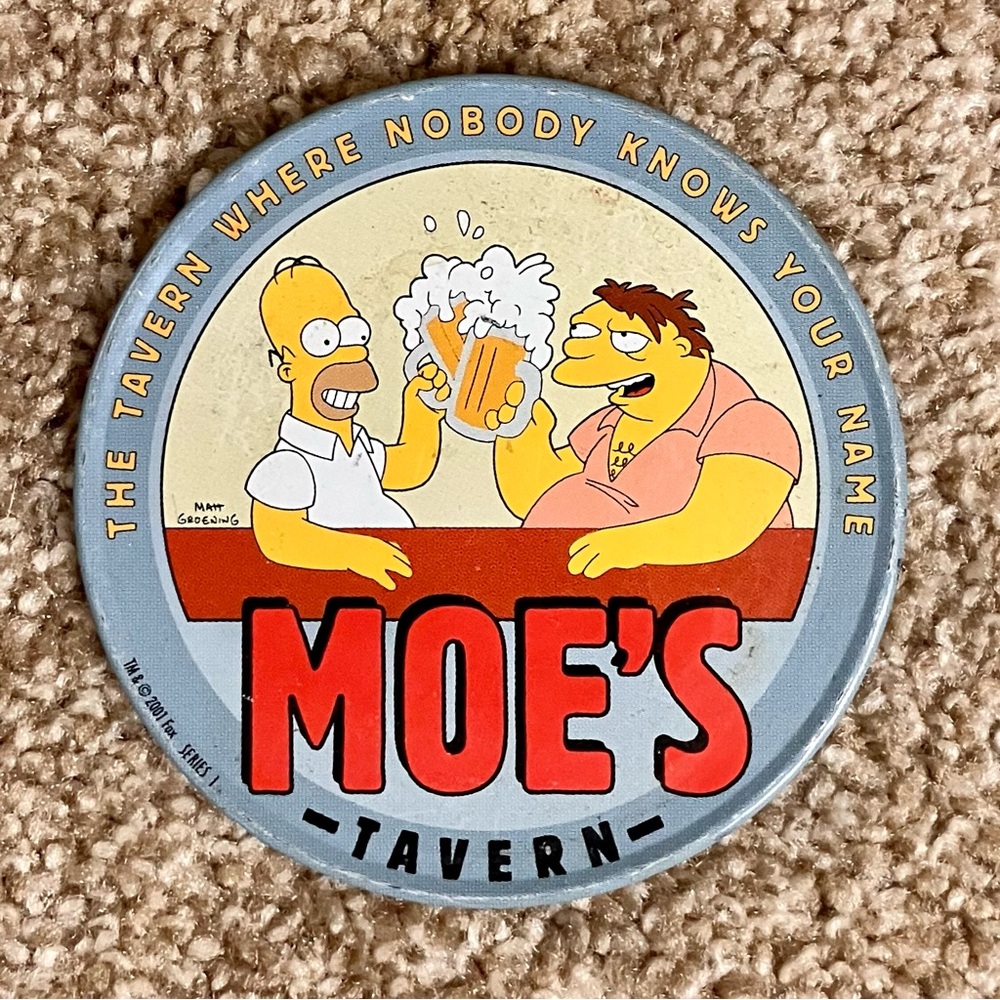 THE TAVERN WHERE NOBODY KNOWS YOUR NAME
MATT
GROENING
MOE'S
-TAVERN-
TM & © 2001 Fox SERIES 1